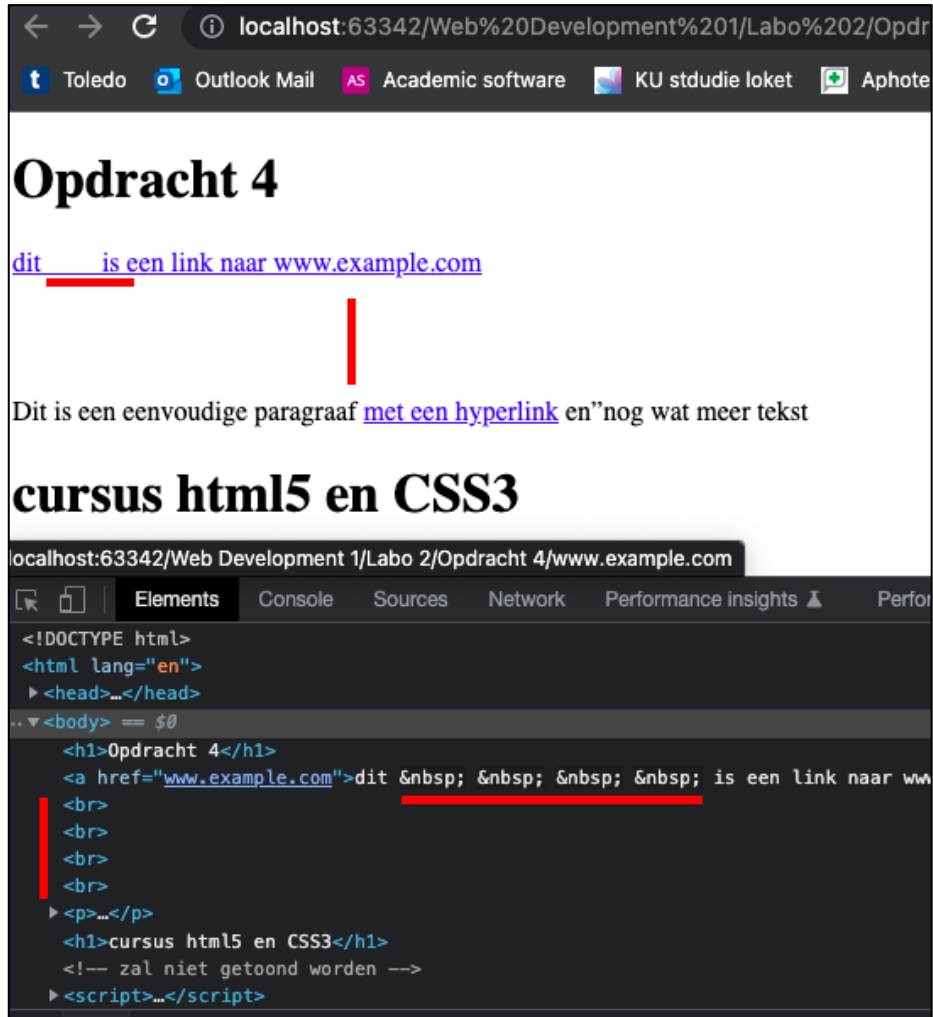 localhost:63342/Web%20Development%201/Labo%202/Opdr
t Toledo Outlook Mail AS Academic software KU stdudie loket Aphote
Opdracht 4
dit is een link naar www.example.com
Dit is een eenvoudige paragraaf met een hyperlink en”nog wat meer tekst
cursus html5 en CSS3
localhost:63342/Web Development 1/Labo 2/Opdracht 4/www.example.com
Elements Console Sources Network Performance insights Perfor
<!DOCTYPE html>
<html lang="en">
▶<head>…</head>
..▼<body> == $0
<h1>Opdracht 4</h1>
<a href="www.example.com">dit &nbsp; &nbsp; &nbsp; &nbsp; is een link naar www
<br>
<br>
<br>
<br>
▶<p>…</p>
<h1>cursus html5 en CSS3</h1>
<!-- zal niet getoond worden -->
▶<script>…</script>